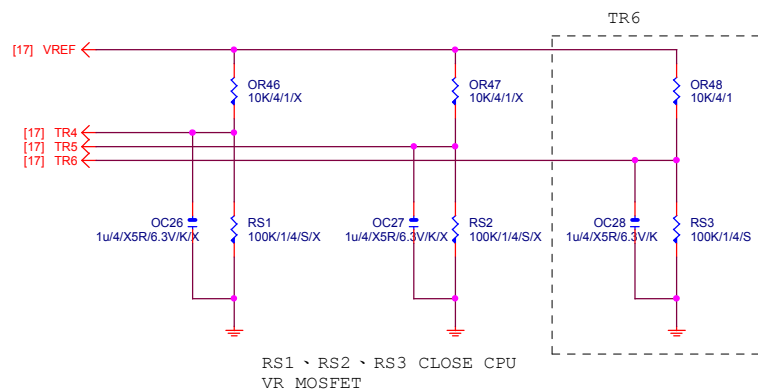 TR6
[17] VREF
OR46
10K/4/1/X
OR47
10K/4/1/X
OR48
10K/4/1
[17] TR4
[17] TR5
[17] TR6
OC26
1u/4/X5R/6.3V/K/X
RS1
100K/1/4/S/X
OC27
1u/4/X5R/6.3V/K/X
RS2
100K/1/4/S/X
OC28
1u/4/X5R/6.3V/K
RS3
100K/1/4/S
RS1、RS2、RS3 CLOSE CPU
VR MOSFET